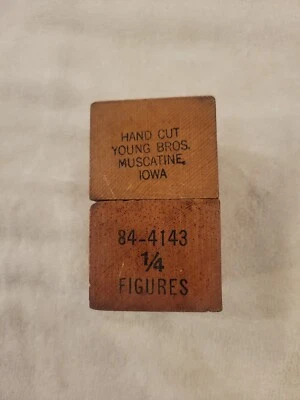 HAND CUT
YOUNG BROS.
MUSCATINE,
IOWA
84-4143
1/4
FIGURES